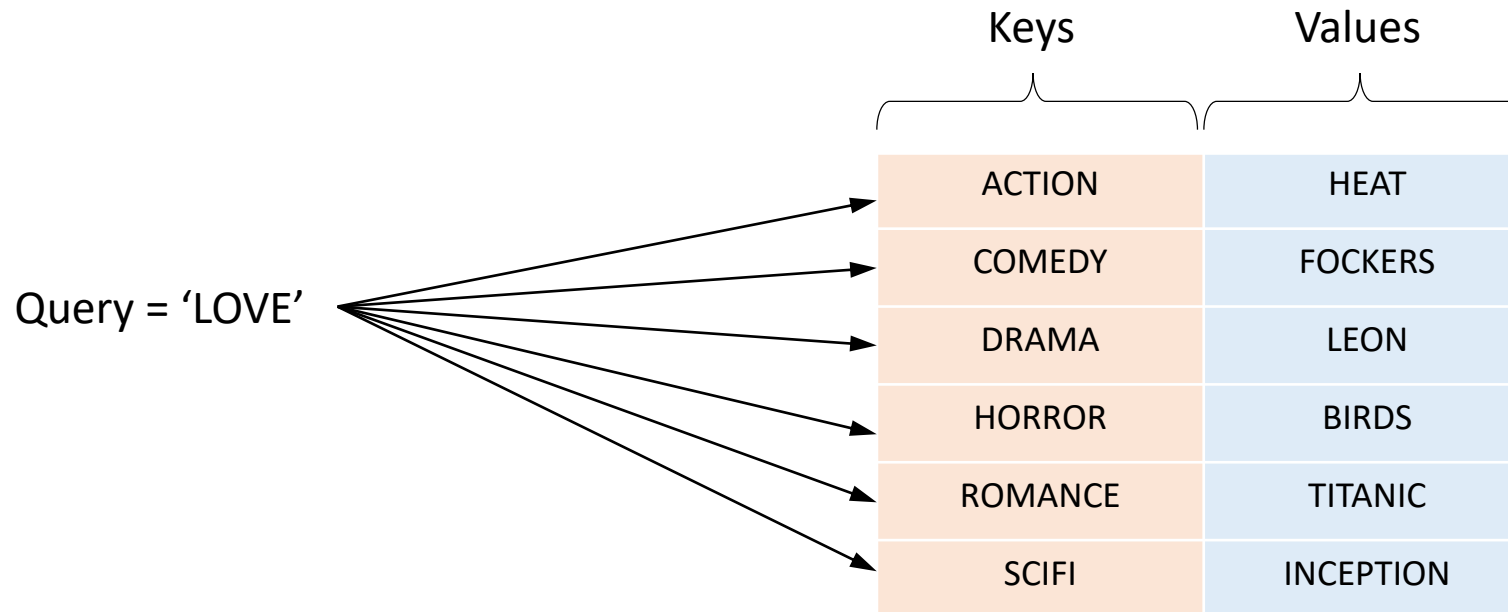 Keys Values
ACTION HEAT
COMEDY FOCKERS
Query = ‘LOVE’
DRAMA LEON
HORROR BIRDS
ROMANCE TITANIC
SCIFI INCEPTION